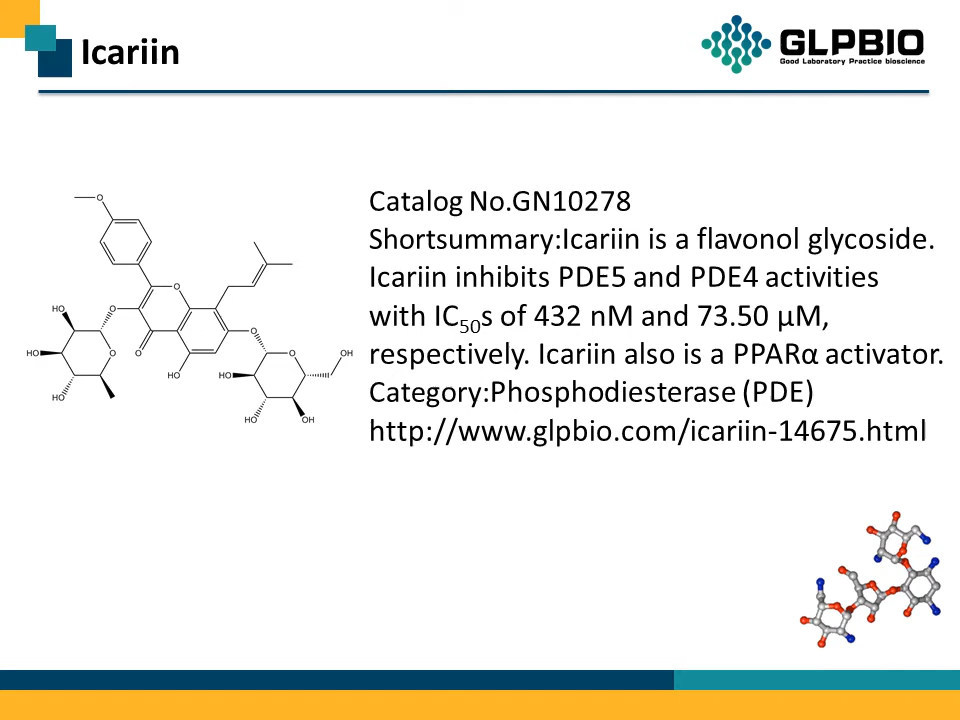 Icariin
GLPBIO
Good Laboratory Practice bioscience
Catalog No.GN10278
Shortsummary:Icariin is a flavonol glycoside.
Icariin inhibits PDE5 and PDE4 activities
with IC50s of 432 nM and 73.50 μM,
respectively. Icariin also is a PPARα activator.
Category:Phosphodiesterase (PDE)
http://www.glpbio.com/icariin-14675.html
O
O
HO
O
O
HO
O
O
HO
HO
O
O
OH
HO
HO
OH